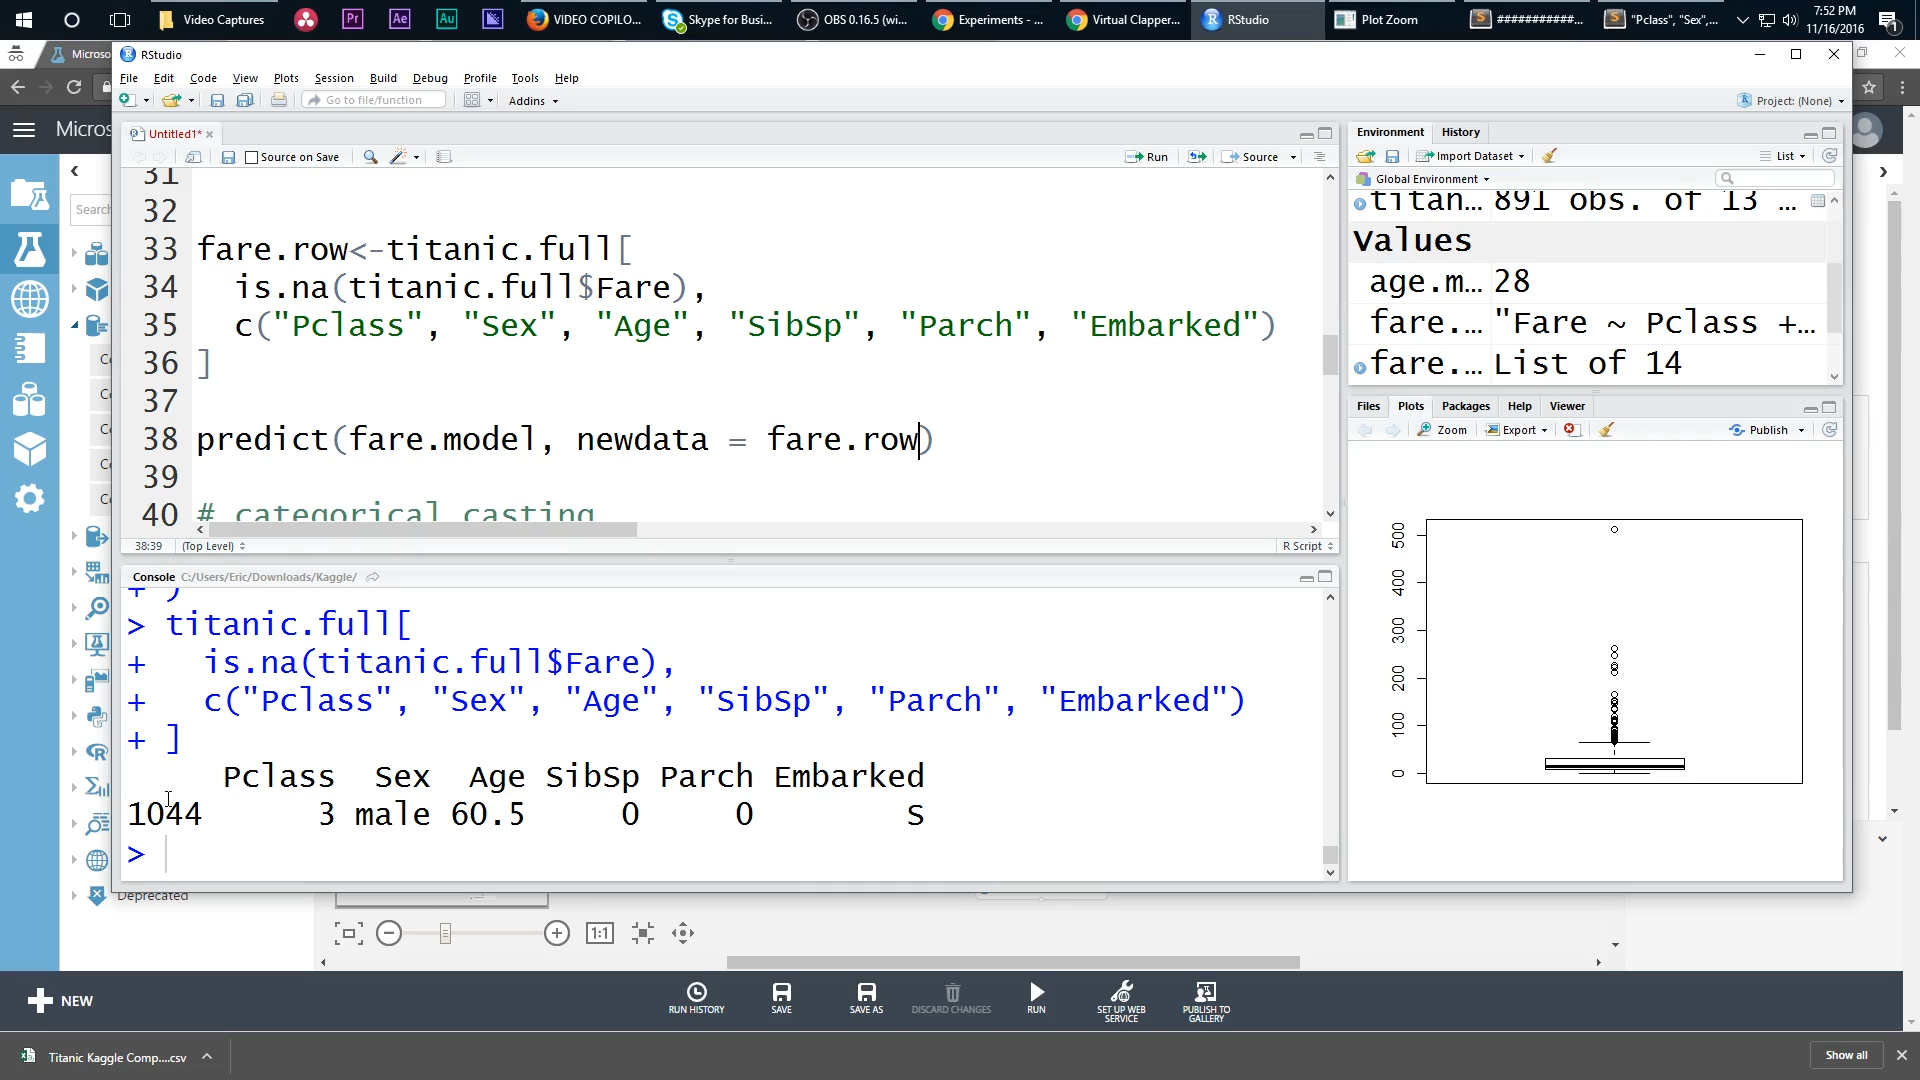 Video Captures
Pr
Ae
Au
VIDEO COPILO...
Skype for Busi...
OBS 0.16.5 (wi...
Experiments - ...
Virtual Clapper...
RStudio
Plot Zoom
###########...
"Pclass", "Sex",...
7:52 PM
11/16/2016
1
Microso
RStudio
File Edit Code View Plots Session Build Debug Profile Tools Help
Go to file/function
Addins
Project: (None)
Micros
Untitled1*
Source on Save
Run
Source
31
32
33 fare.row<-titanic.full[
34 is.na(titanic.full$Fare),
35 c("Pclass", "Sex", "Age", "SibSp", "Parch", "Embarked")
36 ]
37
38 predict(fare.model, newdata = fare.row)
39
40 # categorical casting
38:39 (Top Level)
R Script
Environment History
Import Dataset
List
Global Environment
titan... 891 obs. of 13 ...
Values
age.m... 28
fare.... "Fare ~ Pclass +...
fare.... List of 14
Files Plots Packages Help Viewer
Zoom Export Publish
0 100 200 300 400 500
Console C:/Users/Eric/Downloads/Kaggle/
+ )
> titanic.full[
+ is.na(titanic.full$Fare),
+ c("Pclass", "Sex", "Age", "SibSp", "Parch", "Embarked")
+ ]
Pclass Sex Age SibSp Parch Embarked
1044 3 male 60.5 0 0 S
>
Search
Deprecated
1:1
NEW
RUN HISTORY
SAVE
SAVE AS
DISCARD CHANGES
RUN
SET UP WEB
SERVICE
PUBLISH TO
GALLERY
Titanic Kaggle Comp....csv
Show all